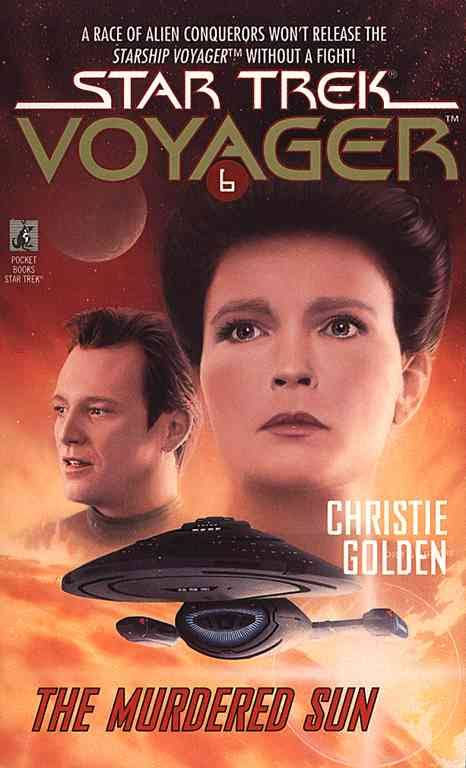 A RACE OF ALIEN CONQUERORS WON'T RELEASE THE
STARSHIP VOYAGER™ WITHOUT A FIGHT!
STAR TREK®
VOYAGER™
6
POCKET
BOOKS
STAR TREK®
CHRISTIE
GOLDEN
THE MURDERED SUN